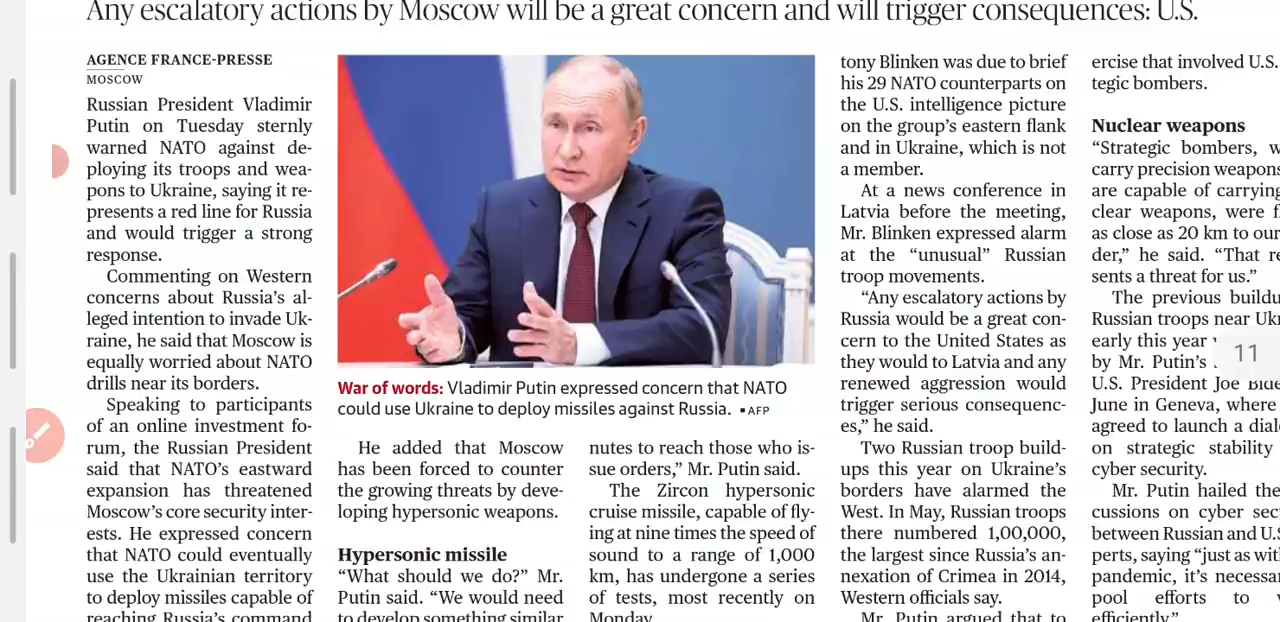 Any escalatory actions by Moscow will be a great concern and will trigger consequences: U.S.
AGENCE FRANCE-PRESSE
MOSCOW
Russian President Vladimir
Putin on Tuesday sternly
warned NATO against de-
ploying its troops and wea-
pons to Ukraine, saying it re-
presents a red line for Russia
and would trigger a strong
response.
Commenting on Western
concerns about Russia's al-
leged intention to invade Uk-
raine, he said that Moscow is
equally worried about NATO
drills near its borders.
Speaking to participants
of an online investment fo-
rum, the Russian President
said that NATO's eastward
expansion has threatened
Moscow's core security inter-
ests. He expressed concern
that NATO could eventually
use the Ukrainian territory
to deploy missiles capable of
reaching Russia's command
War of words: Vladimir Putin expressed concern that NATO
could use Ukraine to deploy missiles against Russia. ▪ AFP
He added that Moscow
has been forced to counter
the growing threats by deve-
loping hypersonic weapons.
Hypersonic missile
“What should we do?” Mr.
Putin said. “We would need
to develop something similar
nutes to reach those who is-
sue orders,” Mr. Putin said.
The Zircon hypersonic
cruise missile, capable of fly-
ing at nine times the speed of
sound to a range of 1,000
km, has undergone a series
of tests, most recently on
Monday.
tony Blinken was due to brief
his 29 NATO counterparts on
the U.S. intelligence picture
on the group's eastern flank
and in Ukraine, which is not
a member.
At a news conference in
Latvia before the meeting,
Mr. Blinken expressed alarm
at the “unusual” Russian
troop movements.
“Any escalatory actions by
Russia would be a great con-
cern to the United States as
they would to Latvia and any
renewed aggression would
trigger serious consequenc-
es,” he said.
Two Russian troop build-
ups this year on Ukraine's
borders have alarmed the
West. In May, Russian troops
there numbered 1,00,000,
the largest since Russia's an-
nexation of Crimea in 2014,
Western officials say.
Mr. Putin argued that to
ercise that involved U.S.
tegic bombers.
Nuclear weapons
“Strategic bombers, w
carry precision weapons
are capable of carrying
clear weapons, were f
as close as 20 km to our
der,” he said. “That re
sents a threat for us.”
The previous buildu
Russian troops near Ukr
early this year
by Mr. Putin's
U.S. President Joe Bide
June in Geneva, where
agreed to launch a dial
on strategic stability
cyber security.
Mr. Putin hailed the
cussions on cyber sec
between Russian and U.S
perts, saying “just as with
pandemic, it's necessar
pool efforts to
efficiently.”
11